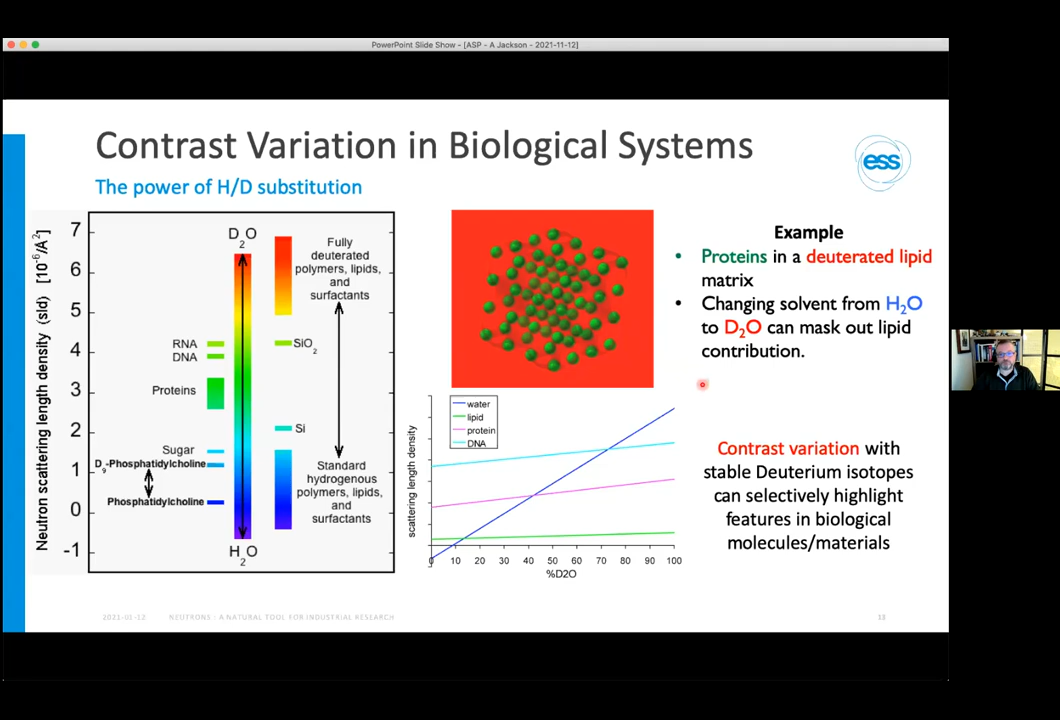 PowerPoint Slide Show - [ASP - A Jackson - 2021-11-12]
Contrast Variation in Biological Systems
The power of H/D substitution
ess
Neutron scattering length density (sld) [10⁻⁶/Å²]
7
6
5
4
3
2
1
0
-1
D₂O
H₂O
RNA
DNA
Proteins
Sugar
D₉-Phosphatidylcholine
Phosphatidylcholine
Fully
deuterated
polymers, lipids,
and
surfactants
SiO₂
Si
Standard
hydrogenous
polymers, lipids,
and
surfactants
scattering length density
water
lipid
protein
DNA
0 10 20 30 40 50 60 70 80 90 100
%D2O
Example
• Proteins in a deuterated lipid
matrix
• Changing solvent from H₂O
to D₂O can mask out lipid
contribution.
Contrast variation with
stable Deuterium isotopes
can selectively highlight
features in biological
molecules/materials
2021-01-12 NEUTRONS : A NATURAL TOOL FOR INDUSTRIAL RESEARCH 13